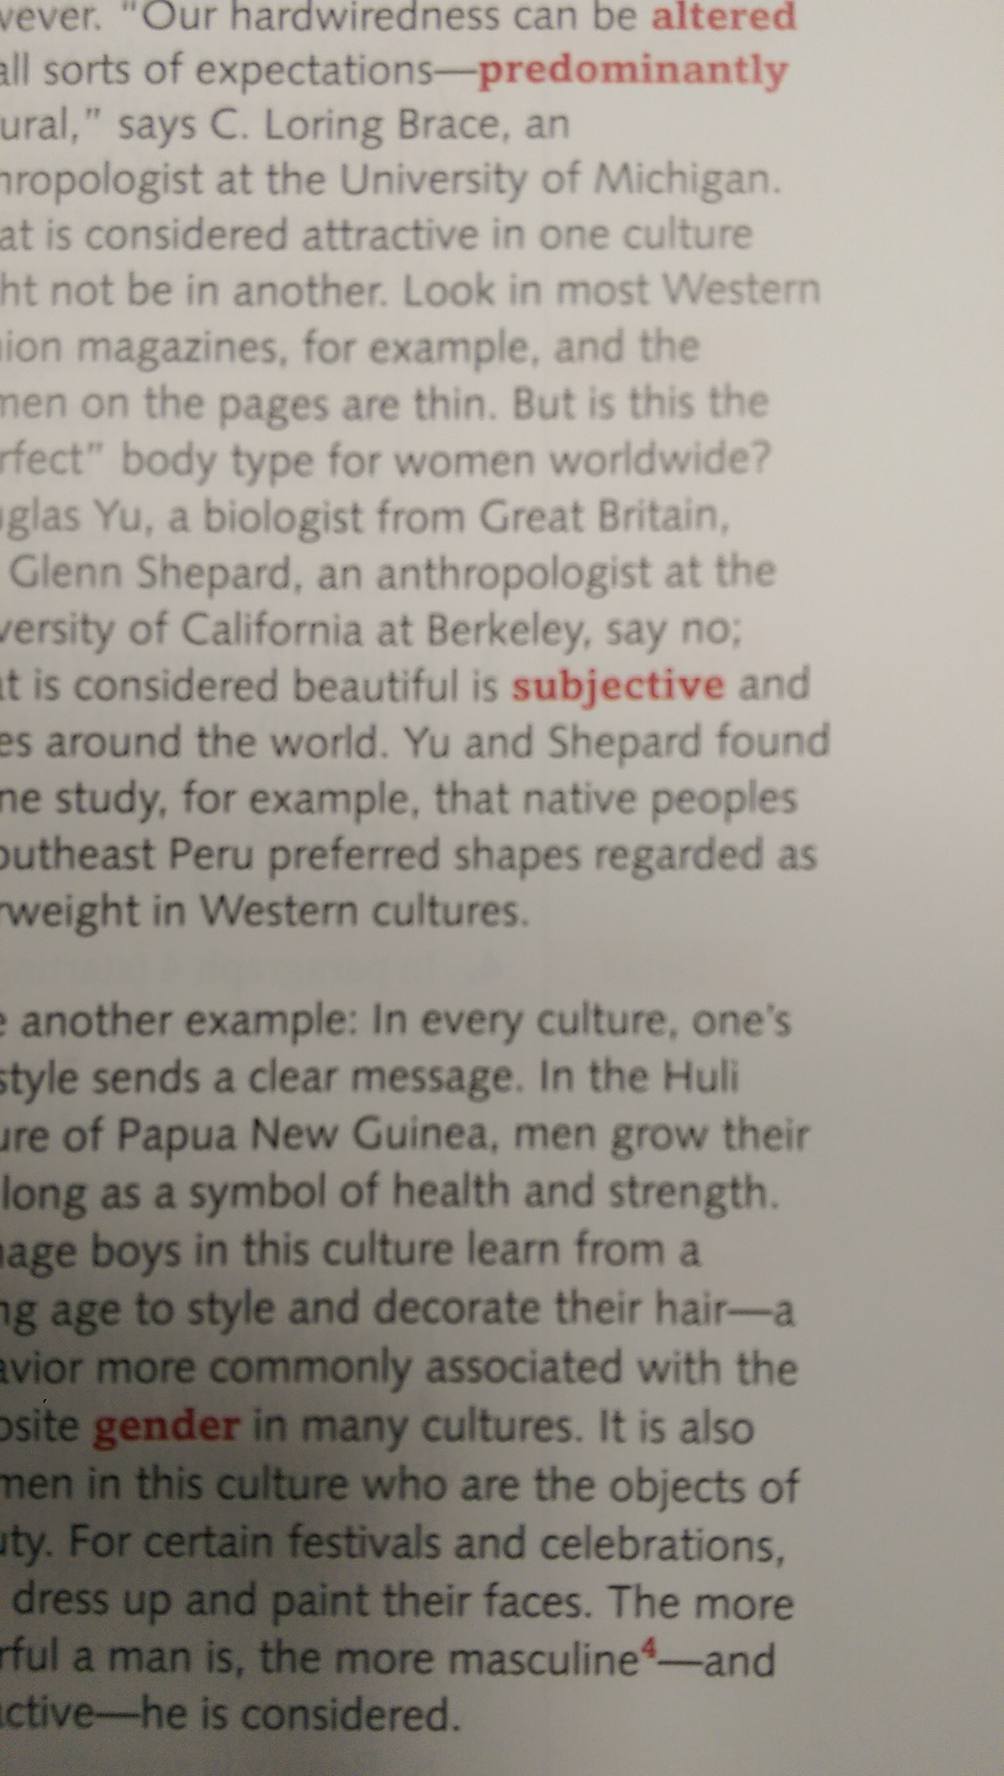 vever. "Our hardwiredness can be altered
all sorts of expectations—predominantly
ural," says C. Loring Brace, an
hropologist at the University of Michigan.
at is considered attractive in one culture
ht not be in another. Look in most Western
ion magazines, for example, and the
men on the pages are thin. But is this the
rfect" body type for women worldwide?
glas Yu, a biologist from Great Britain,
Glenn Shepard, an anthropologist at the
versity of California at Berkeley, say no;
at is considered beautiful is subjective and
es around the world. Yu and Shepard found
ne study, for example, that native peoples
outheast Peru preferred shapes regarded as
rweight in Western cultures.
e another example: In every culture, one's
style sends a clear message. In the Huli
ure of Papua New Guinea, men grow their
long as a symbol of health and strength.
nage boys in this culture learn from a
ng age to style and decorate their hair—a
avior more commonly associated with the
osite gender in many cultures. It is also
men in this culture who are the objects of
uty. For certain festivals and celebrations,
dress up and paint their faces. The more
rful a man is, the more masculine⁴—and
active—he is considered.